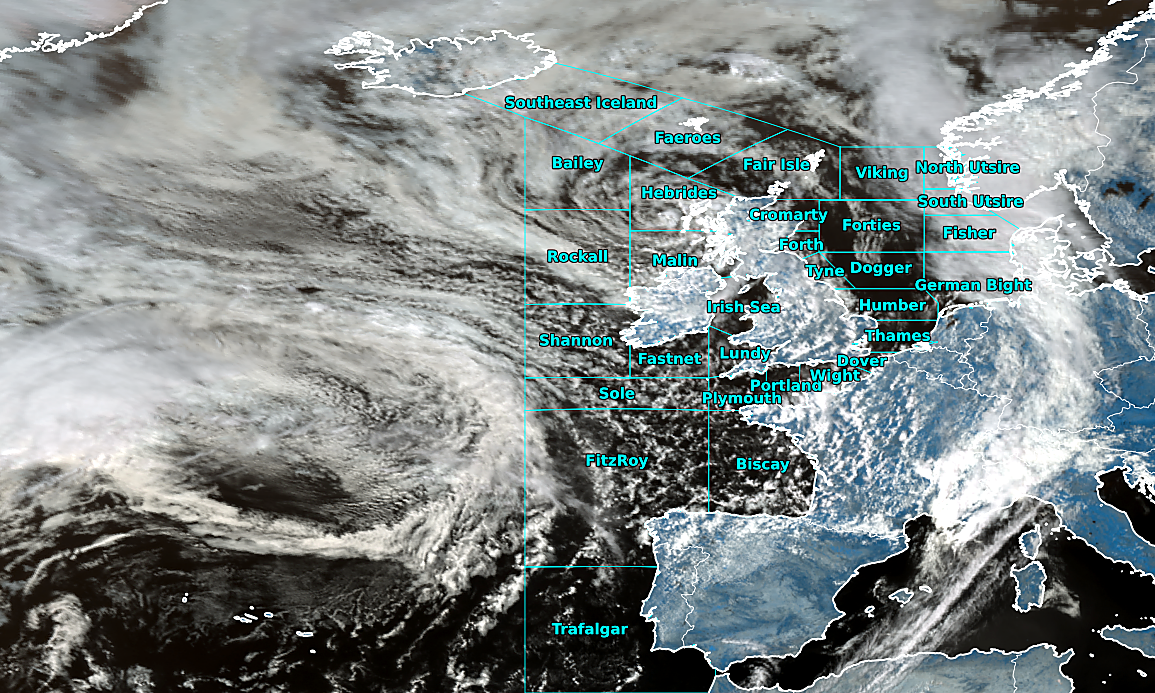 Southeast Iceland
Faeroes
Bailey
Fair Isle
Viking
North Utsire
Hebrides
South Utsire
Cromarty
Forties
Fisher
Forth
Rockall
Malin
Tyne
Dogger
German Bight
Irish Sea
Humber
Shannon
Thames
Fastnet
Lundy
Dover
Wight
Portland
Sole
Plymouth
FitzRoy
Biscay
Trafalgar